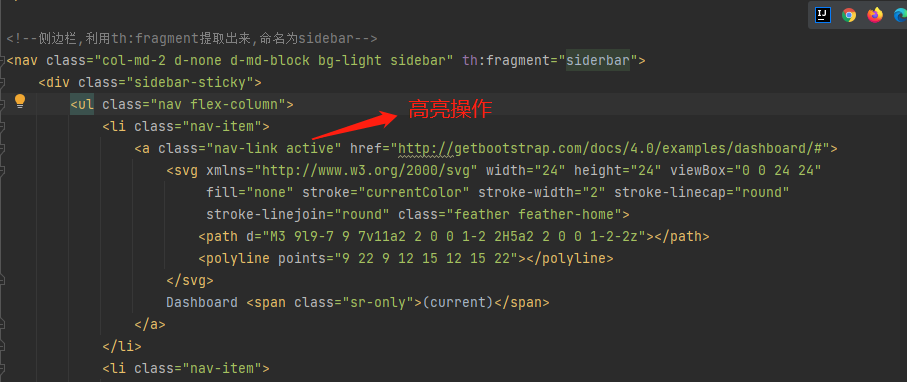 <!--侧边栏,利用th:fragment提取出来,命名为sidebar-->
<nav class="col-md-2 d-none d-md-block bg-light sidebar" th:fragment="siderbar">
<div class="sidebar-sticky">
<ul class="nav flex-column">
高亮操作
<li class="nav-item">
<a class="nav-link active" href="http://getbootstrap.com/docs/4.0/examples/dashboard/#">
<svg xmlns="http://www.w3.org/2000/svg" width="24" height="24" viewBox="0 0 24 24"
fill="none" stroke="currentColor" stroke-width="2" stroke-linecap="round"
stroke-linejoin="round" class="feather feather-home">
<path d="M3 9l9-7 9 7v11a2 2 0 0 1-2 2H5a2 2 0 0 1-2-2z"></path>
<polyline points="9 22 9 12 15 12 15 22"></polyline>
</svg>
Dashboard <span class="sr-only">(current)</span>
</a>
</li>
<li class="nav-item">